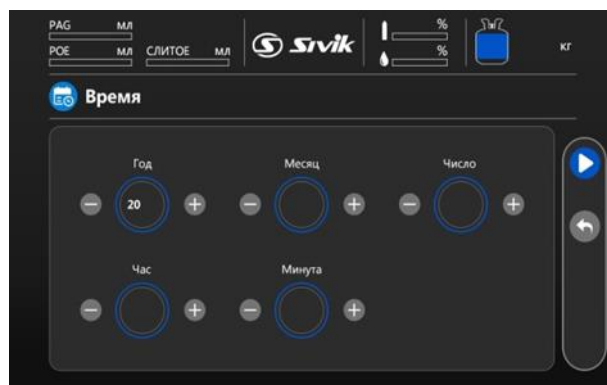 PAG мл
POE мл СЛИТОЕ мл
Sivik
%
%
кг
Время
Год Месяц Число
20
Час Минута